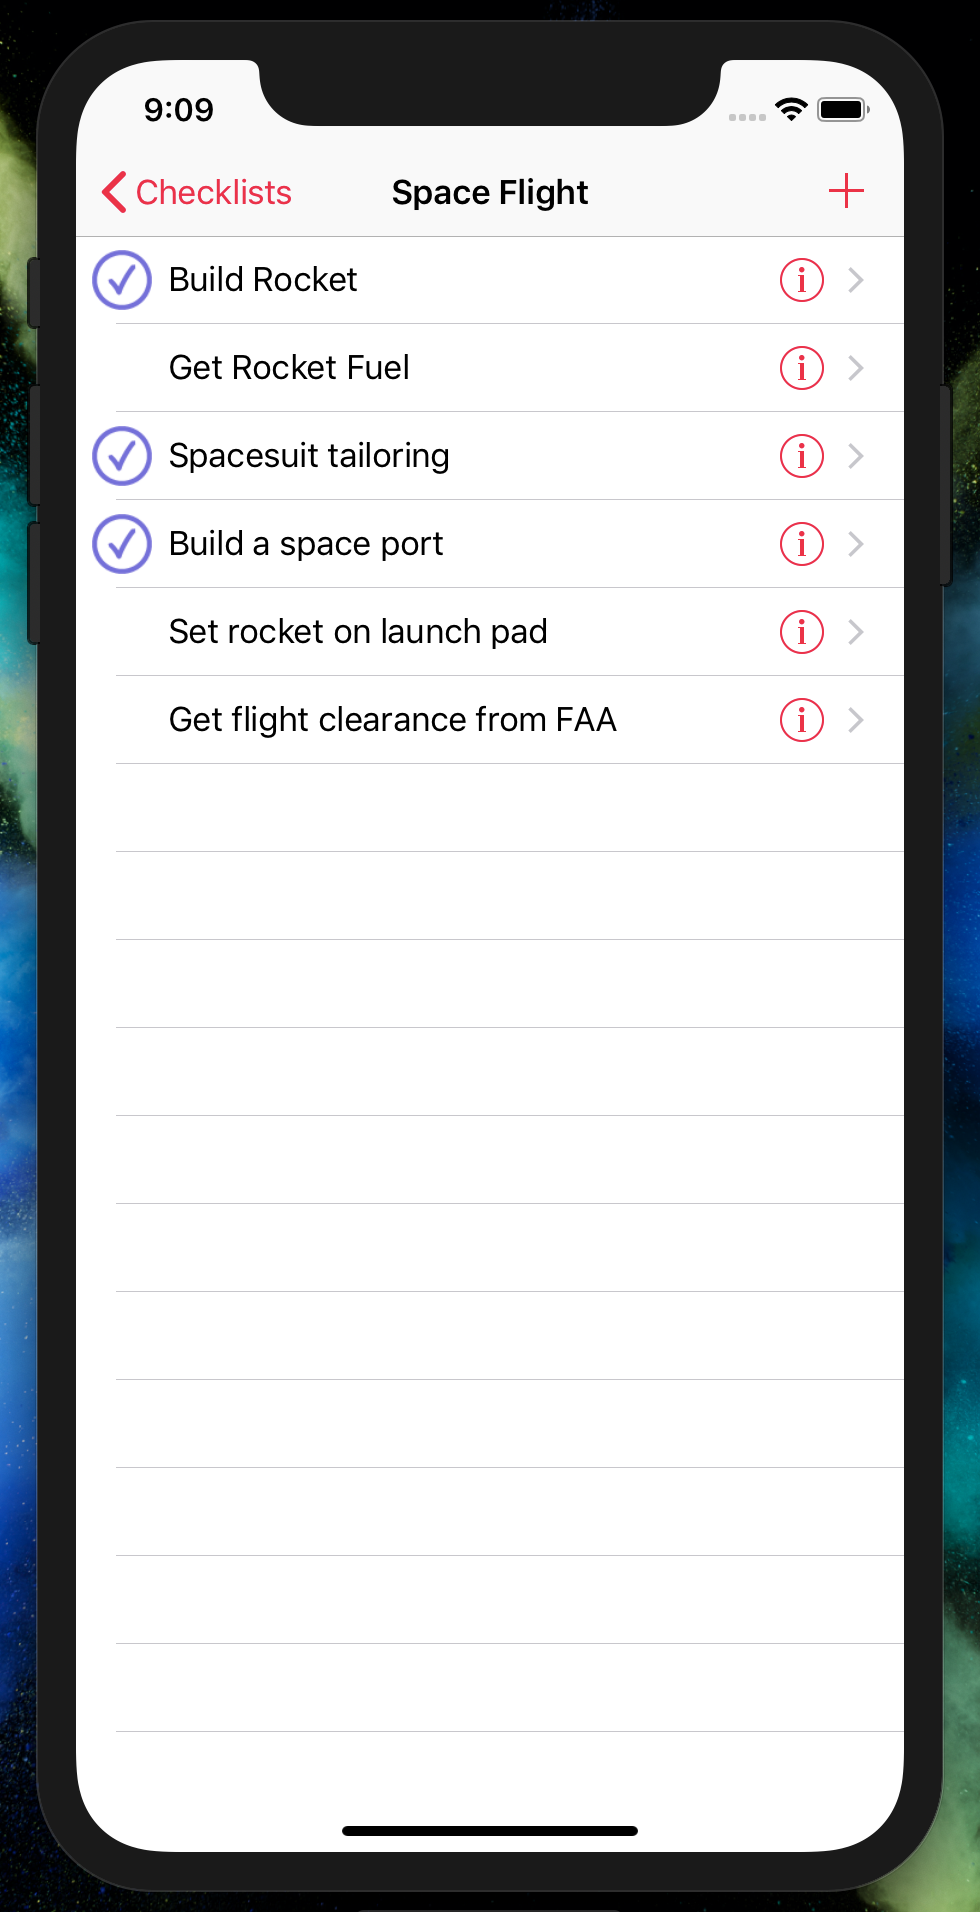 9:09
Checklists Space Flight
Build Rocket
Get Rocket Fuel
Spacesuit tailoring
Build a space port
Set rocket on launch pad
Get flight clearance from FAA